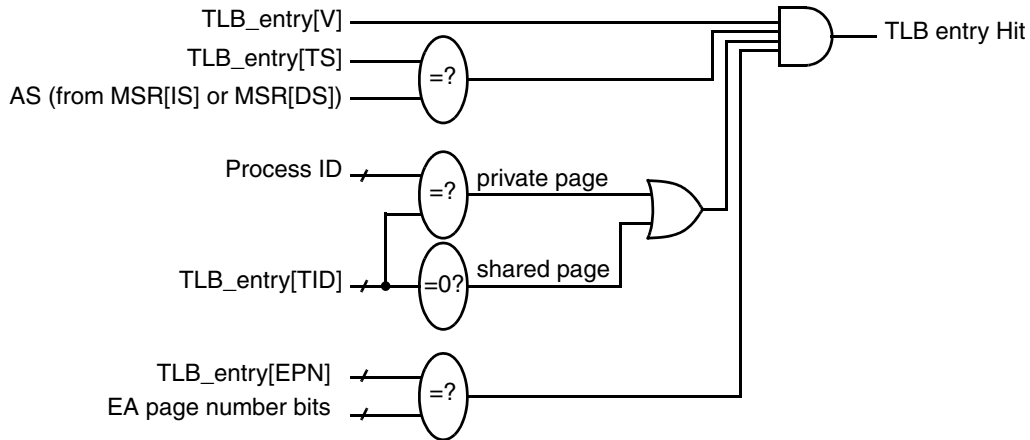 TLB_entry[V]
TLB entry Hit
TLB_entry[TS]
=?
AS (from MSR[IS] or MSR[DS])
Process ID
=?
private page
TLB_entry[TID]
=0?
shared page
TLB_entry[EPN]
=?
EA page number bits